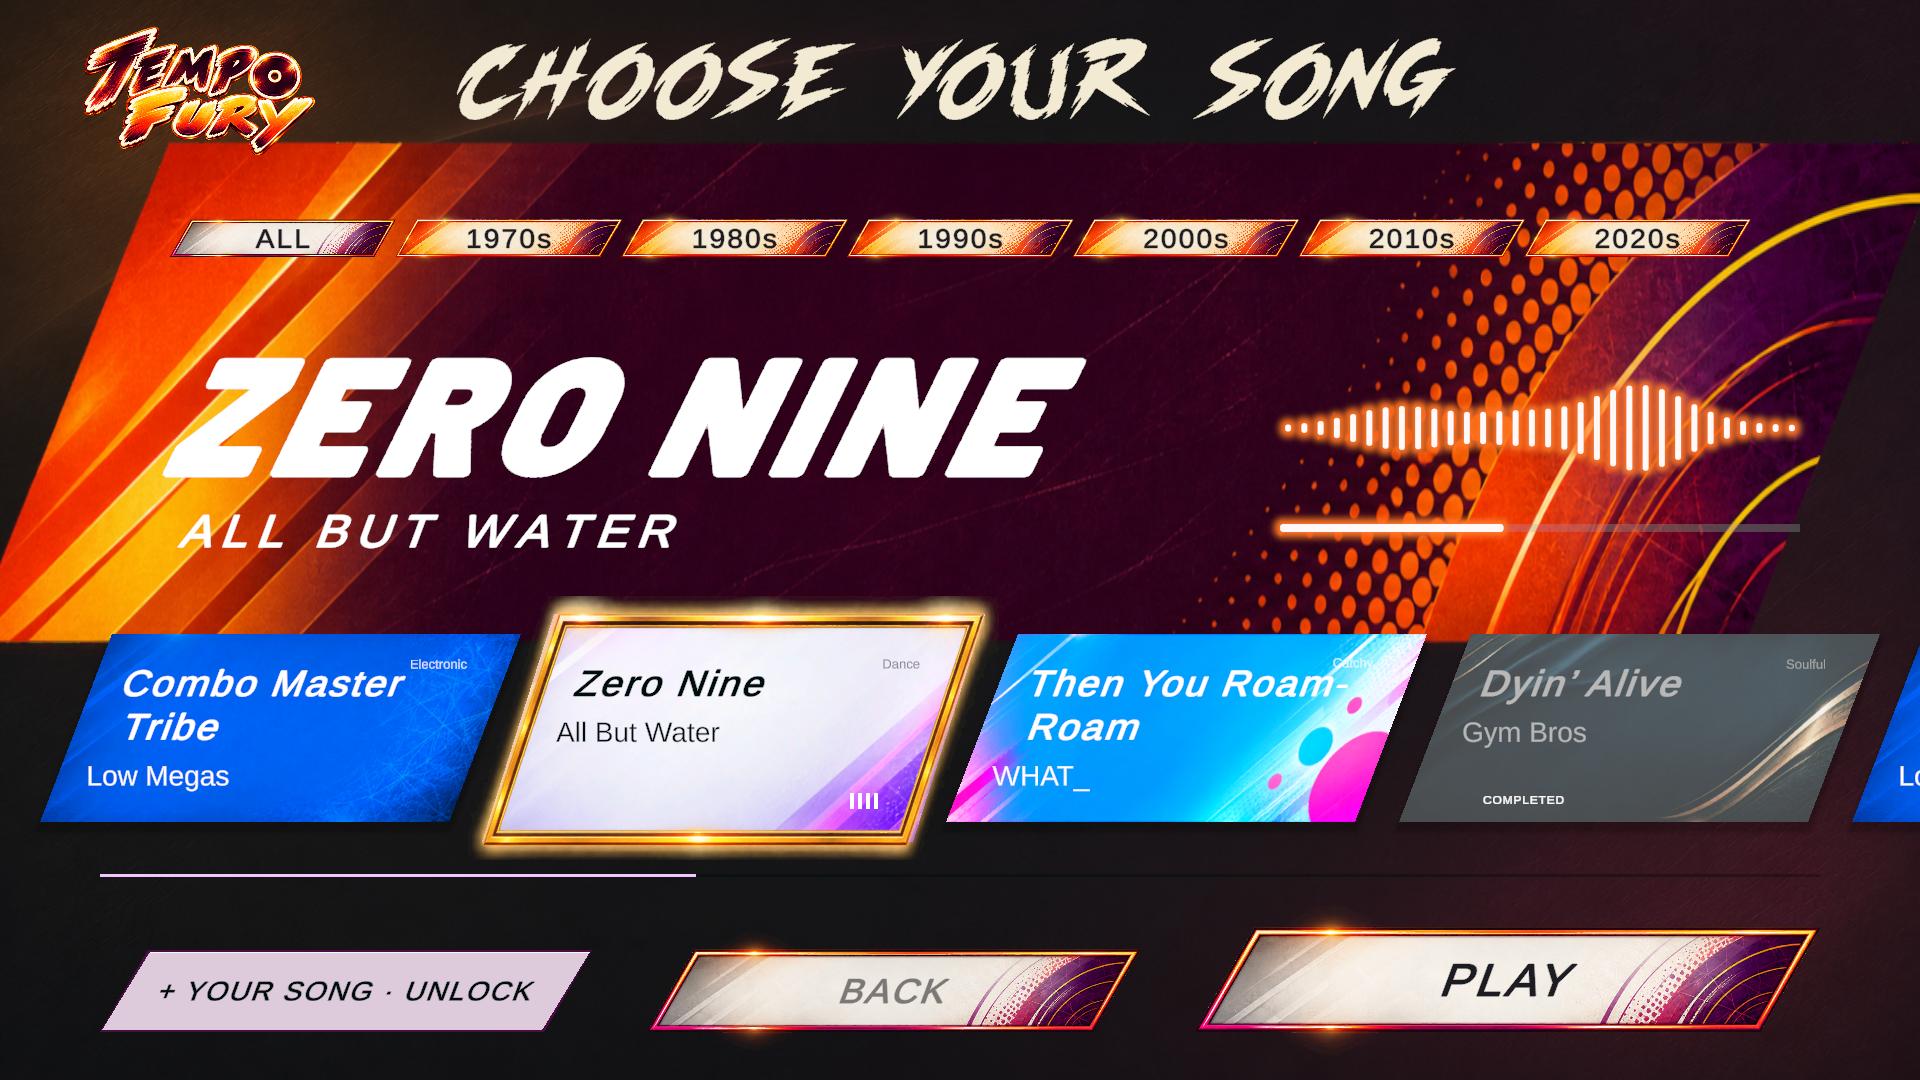 TEMPO
FURY
CHOOSE YOUR SONG
ALL
1970s
1980s
1990s
2000s
2010s
2020s
ZERO NINE
ALL BUT WATER
Combo Master
Tribe
Electronic
Low Megas
Zero Nine
Dance
All But Water
Then You Roam-
Roam
Catchy
WHAT_
Dyin' Alive
Soulful
Gym Bros
COMPLETED
Lo
+ YOUR SONG · UNLOCK
BACK
PLAY